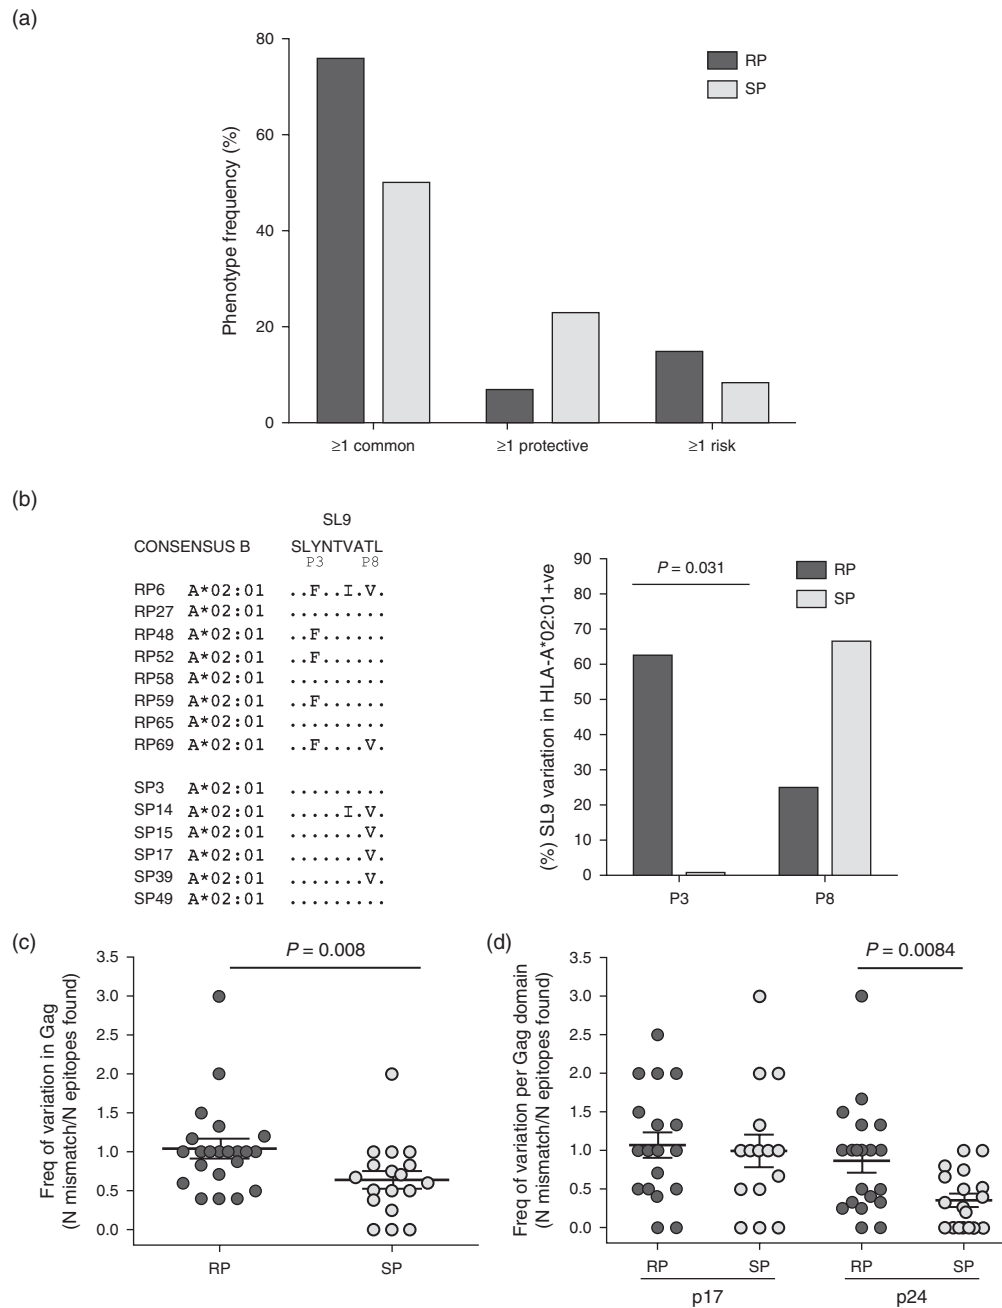 (a)
80
60
40
20
0
Phenotype frequency (%)
RP
SP
≥1 common
≥1 protective
≥1 risk
(b)
SL9
CONSENSUS B SLYNTVATL
P3 P8
RP6 A*02:01 ..F..I.V.
RP27 A*02:01 .........
RP48 A*02:01 ..F......
RP52 A*02:01 ..F......
RP58 A*02:01 .........
RP59 A*02:01 ..F......
RP65 A*02:01 .........
RP69 A*02:01 ..F....V.
SP3 A*02:01 .........
SP14 A*02:01 .....I.V.
SP15 A*02:01 .......V.
SP17 A*02:01 .......V.
SP39 A*02:01 .......V.
SP49 A*02:01 .........
(%) SL9 variation in HLA-A*02:01+ve
90
80
70
60
50
40
30
20
10
0
P = 0.031
RP
SP
P3
P8
(c)
Freq of variation in Gag
(N mismatch/N epitopes found)
3.5
3.0
2.5
2.0
1.5
1.0
0.5
0.0
P = 0.008
RP
SP
(d)
Freq of variation per Gag domain
(N mismatch/N epitopes found)
3.5
3.0
2.5
2.0
1.5
1.0
0.5
0.0
P = 0.0084
RP
SP
RP
SP
p17
p24